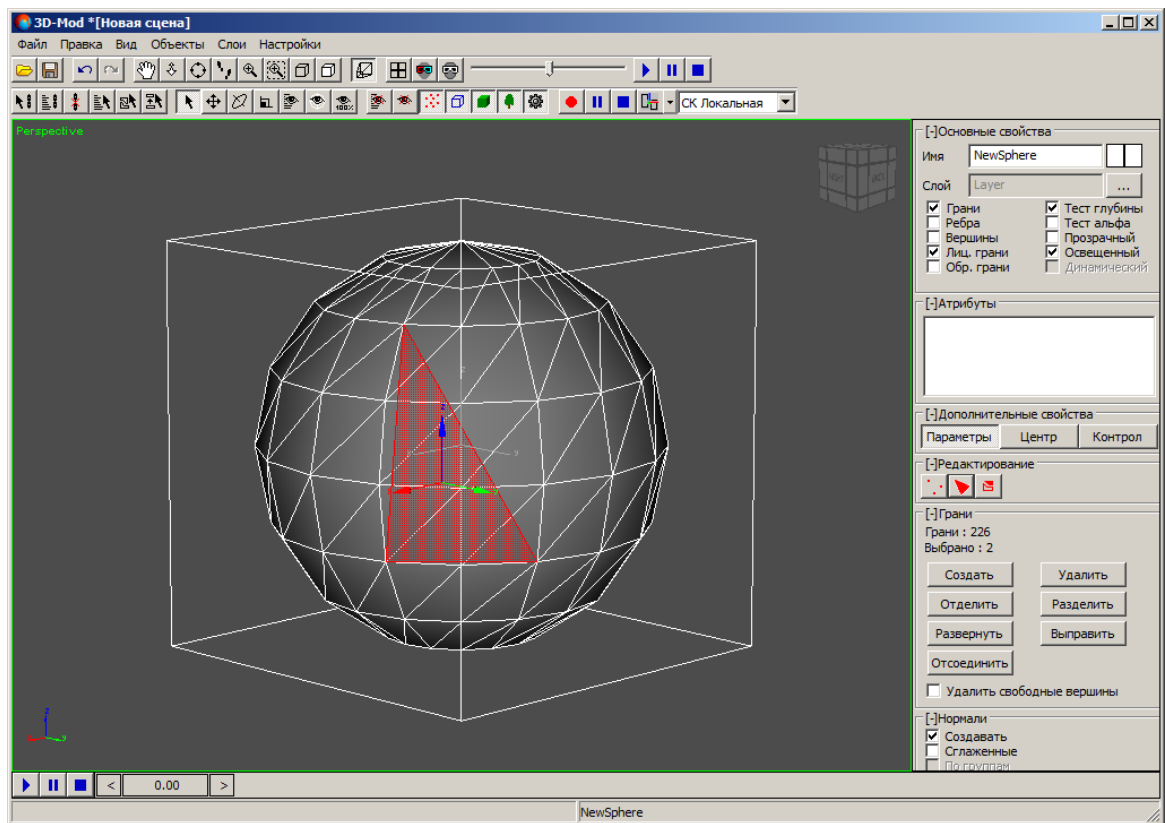 3D-Mod *[Новая сцена]
Файл Правка Вид Объекты Слои Настройки
100%
СК Локальная
Perspective
[-]Основные свойства
Имя NewSphere
Слой Layer ...
Грани Тест глубины
Ребра Тест альфа
Вершины Прозрачный
Лиц. грани Освещенный
Обр. грани Динамический
[-]Атрибуты
[-]Дополнительные свойства
Параметры Центр Контрол
[-]Редактирование
[-]Грани
Грани : 226
Выбрано : 2
Создать Удалить
Отделить Разделить
Развернуть Выправить
Отсоединить
Удалить свободные вершины
[-]Нормали
Создавать
Сглаженные
По группам
z
z
z
< 0.00 >
NewSphere